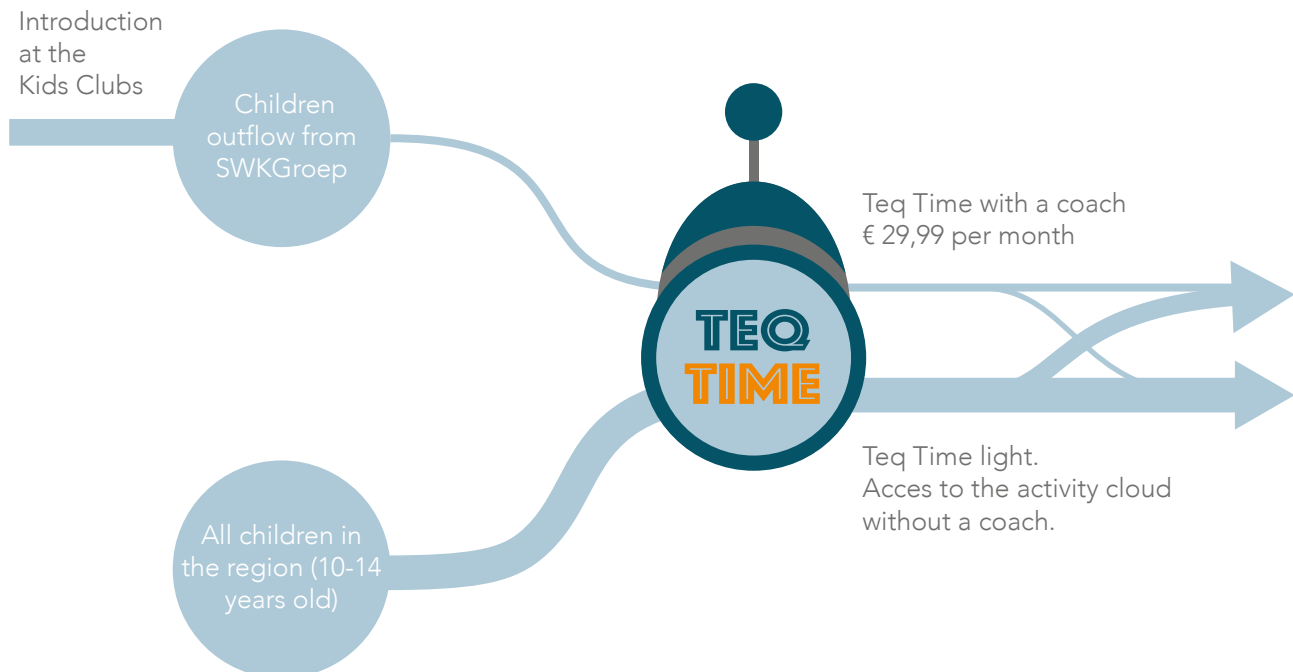 Introduction
at the
Kids Clubs
Children
outflow from
SWKGroep
TEQ
TIME
Teq Time with a coach
€ 29,99 per month
Teq Time light.
Acces to the activity cloud
without a coach.
All children in
the region (10-14
years old)